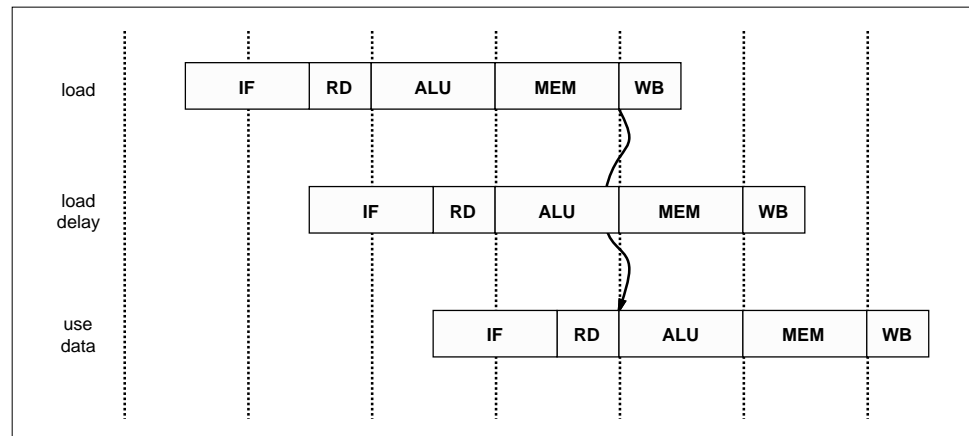 load
IF RD ALU MEM WB
load
delay
IF RD ALU MEM WB
use
data
IF RD ALU MEM WB